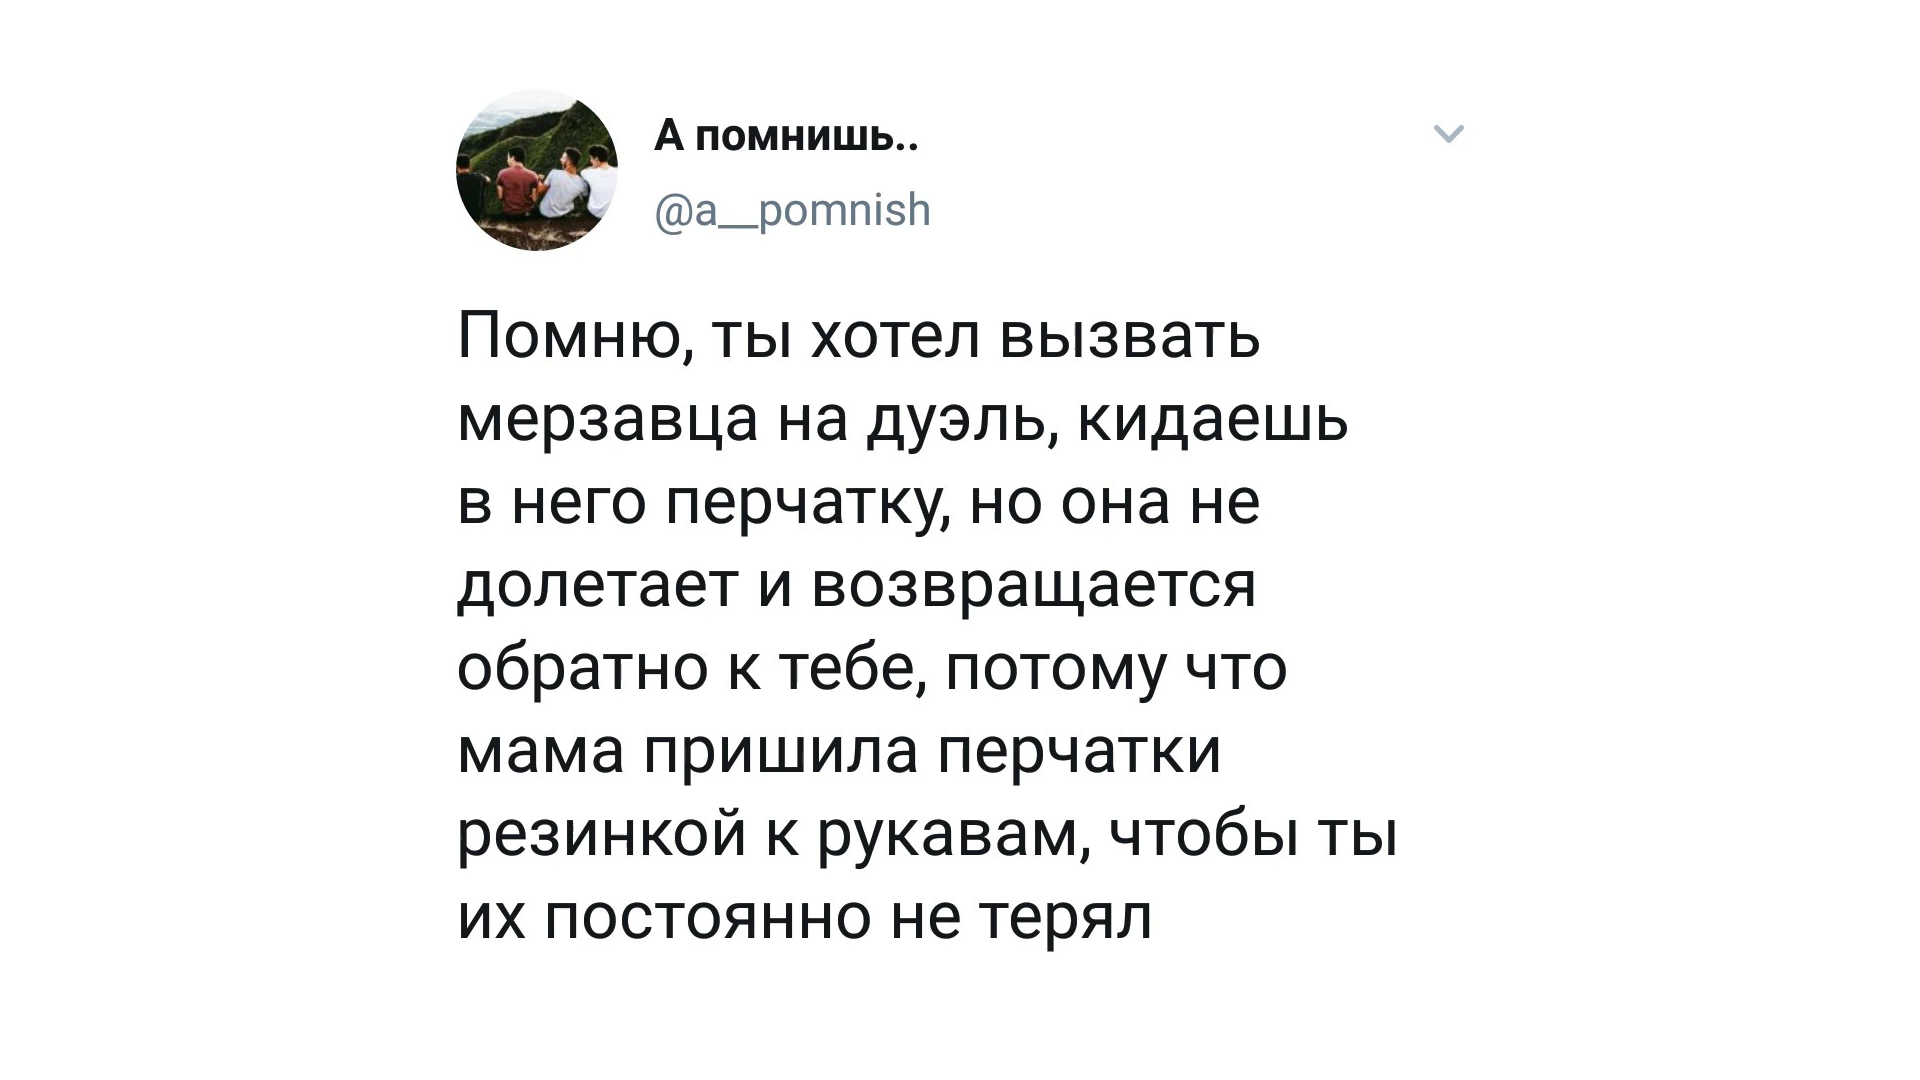 А помнишь..
@a__pomnish
Помню, ты хотел вызвать
мерзавца на дуэль, кидаешь
в него перчатку, но она не
долетает и возвращается
обратно к тебе, потому что
мама пришила перчатки
резинкой к рукавам, чтобы ты
их постоянно не терял